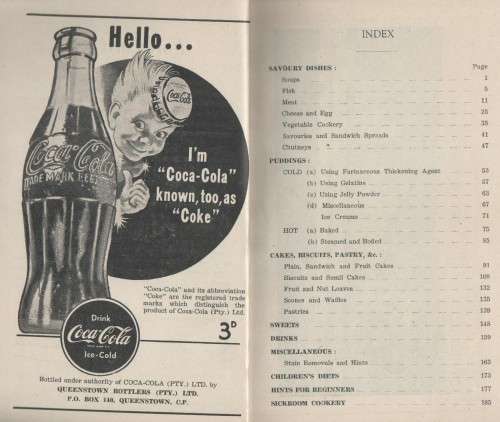 Hello...
Coca-Cola
Coca-Cola
TRADE MARK REG
I'm
"Coca-Cola"
known, too, as
"Coke"
"Coca-Cola" and its abbreviation
"Coke" are the registered trade
marks which distinguish the
product of Coca-Cola (Pty.) Ltd.
3D
Drink
Coca-Cola
Ice-Cold
Bottled under authority of COCA-COLA (PTY.) LTD. by
QUEENSTOWN BOTTLERS (PTY.) LTD.
P.O. BOX 140, QUEENSTOWN, C.P.
INDEX
SAVOURY DISHES: Page
Soups 1
Fish 5
Meat 11
Cheese and Egg 25
Vegetable Cookery 35
Savouries and Sandwich Spreads 41
Chutneys " 47
PUDDINGS:
COLD (a) Using Farinaceous Thickening Agent 53
(b) Using Gelatine 57
(c) Using Jelly Powder 63
(d) Miscellaneous 67
Ice Creams 71
HOT (a) Baked 75
(b) Steamed and Boiled 85
CAKES, BISCUITS, PASTRY, &c.:
Plain, Sandwich and Fruit Cakes 91
Biscuits and Small Cakes
Fruit and Nut Loaves 132
Scones and Waffles 135
Pastries
SWEETS
DRINKS 159
MISCELLANEOUS:
Stain Removals and Hints 163
CHILDREN'S DIETS 173
HINTS FOR BEGINNERS 177
SICKROOM COOKERY 185